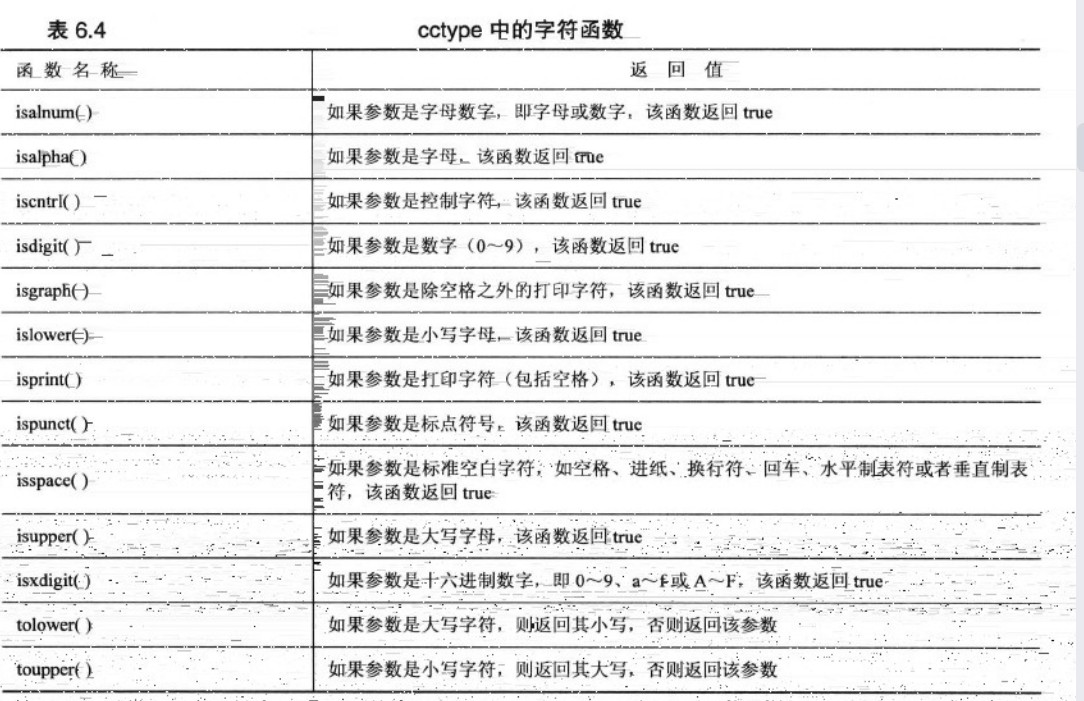 表 6.4 cctype 中的字符函数
函 数 名 称 返 回 值
isalnum( ) 如果参数是字母数字，即字母或数字，该函数返回 true
isalpha( ) 如果参数是字母，该函数返回 true
iscntrl( ) 如果参数是控制字符，该函数返回 true
isdigit( ) 如果参数是数字（0～9），该函数返回 true
isgraph( ) 如果参数是除空格之外的打印字符，该函数返回 true
islower( ) 如果参数是小写字母，该函数返回 true
isprint( ) 如果参数是打印字符（包括空格），该函数返回 true
ispunct( ) 如果参数是标点符号，该函数返回 true
isspace( ) 如果参数是标准空白字符，如空格、进纸、换行符、回车、水平制表符或者垂直制表
符，该函数返回 true
isupper( ) 如果参数是大写字母，该函数返回 true
isxdigit( ) 如果参数是十六进制数字，即 0～9、a～f 或 A～F，该函数返回 true
tolower( ) 如果参数是大写字符，则返回其小写，否则返回该参数
toupper( ) 如果参数是小写字符，则返回其大写，否则返回该参数